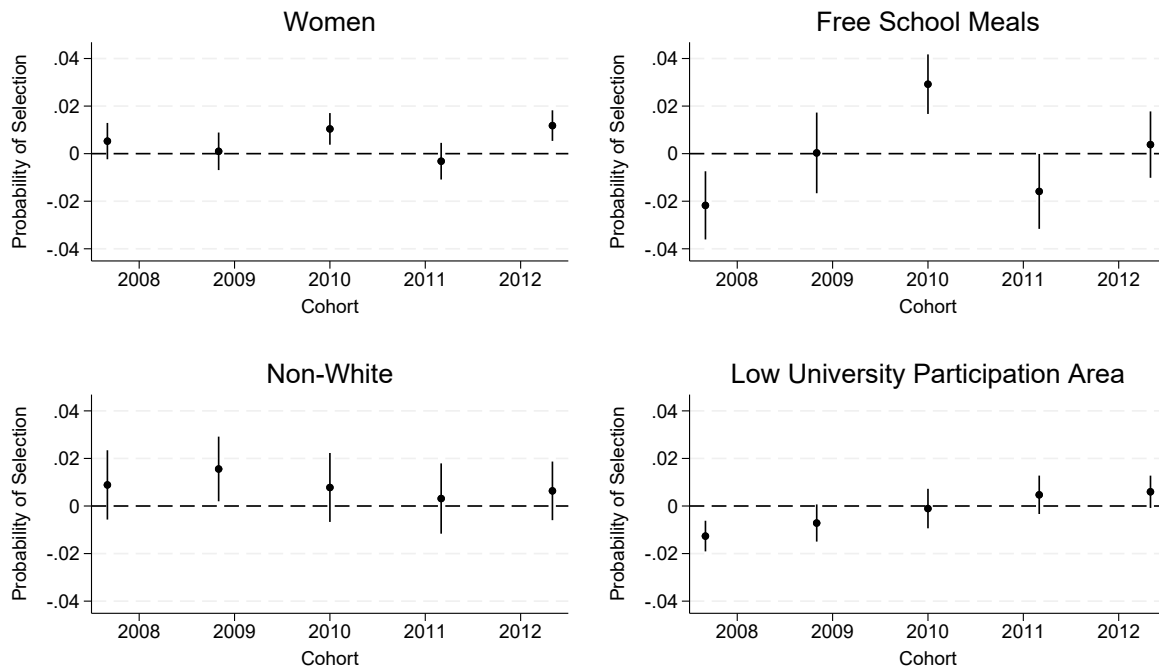 Women
Probability of Selection
.04
.02
0
-.02
-.04
2008 2009 2010 2011 2012
Cohort
Free School Meals
Probability of Selection
.04
.02
0
-.02
-.04
2008 2009 2010 2011 2012
Cohort
Non-White
Probability of Selection
.04
.02
0
-.02
-.04
2008 2009 2010 2011 2012
Cohort
Low University Participation Area
Probability of Selection
.04
.02
0
-.02
-.04
2008 2009 2010 2011 2012
Cohort